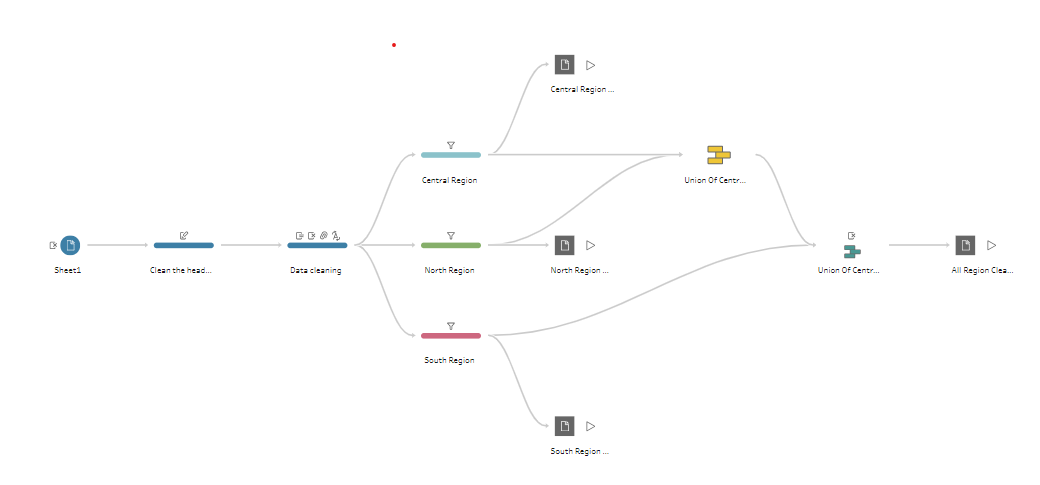 Central Region ...
Central Region
Union Of Centr...
Sheet1
Clean the head...
Data cleaning
North Region
North Region ...
Union Of Centr...
All Region Clea...
South Region
South Region ...